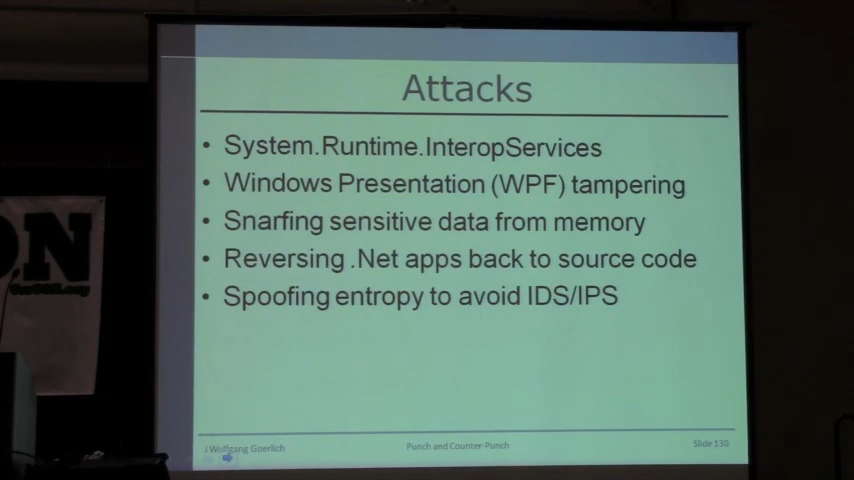 Attacks
• System.Runtime.InteropServices
• Windows Presentation (WPF) tampering
• Snarfing sensitive data from memory
• Reversing .Net apps back to source code
• Spoofing entropy to avoid IDS/IPS
J Wolfgang Goerlich
Punch and Counter-Punch
Slide 130
ON